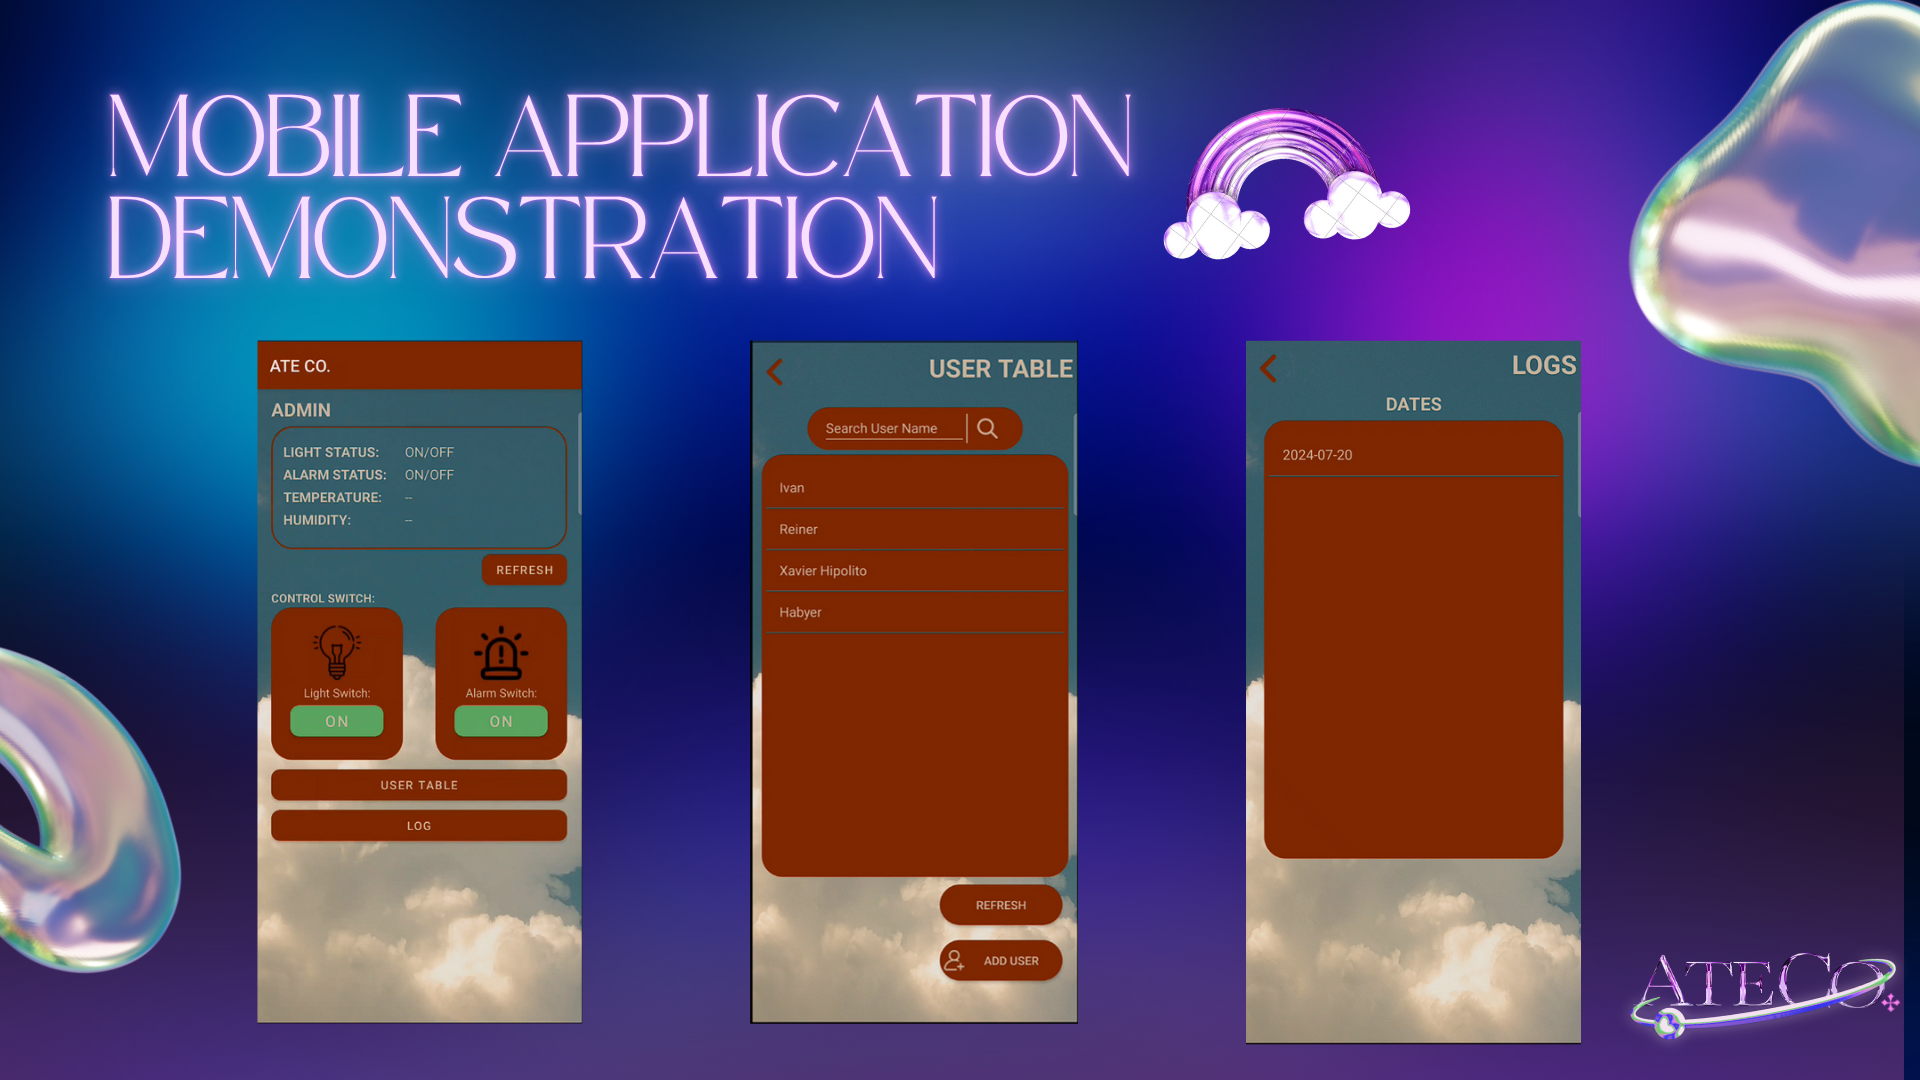 MOBILE APPLICATION
DEMONSTRATION
ATE CO.
ADMIN
LIGHT STATUS: ON/OFF
ALARM STATUS: ON/OFF
TEMPERATURE: --
HUMIDITY: --
REFRESH
CONTROL SWITCH:
Light Switch:
ON
Alarm Switch:
ON
USER TABLE
LOG
USER TABLE
Search User Name
Ivan
Reiner
Xavier Hipolito
Habyer
REFRESH
ADD USER
LOGS
DATES
2024-07-20
ATECO